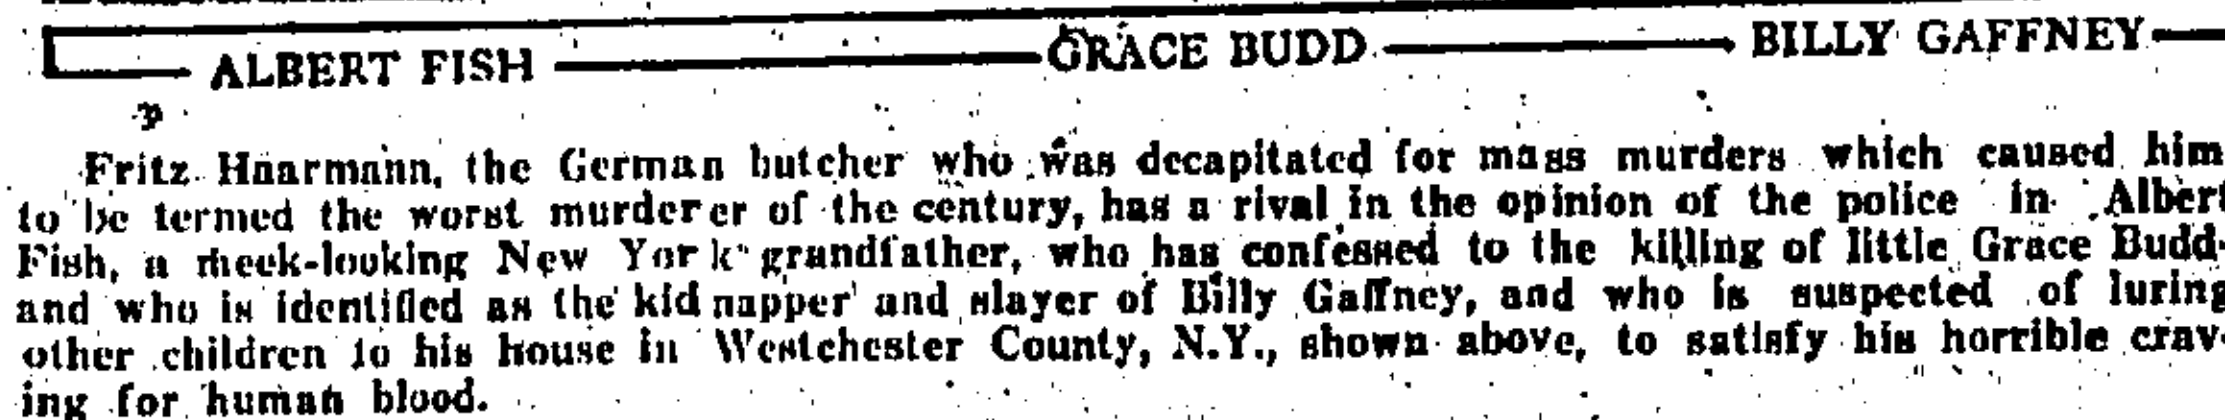 ALBERT FISH GRACE BUDD BILLY GAFFNEY
Fritz Haarmann, the German butcher who was decapitated for mass murders which caused him
to be termed the worst murderer of the century, has a rival in the opinion of the police in Albert
Fish, a meek-looking New York grandfather, who has confessed to the killing of little Grace Budd
and who is identified as the kidnapper and slayer of Billy Gaffney, and who is suspected of luring
other children to his house in Westchester County, N.Y., shown above, to satisfy his horrible crav-
ing for human blood.